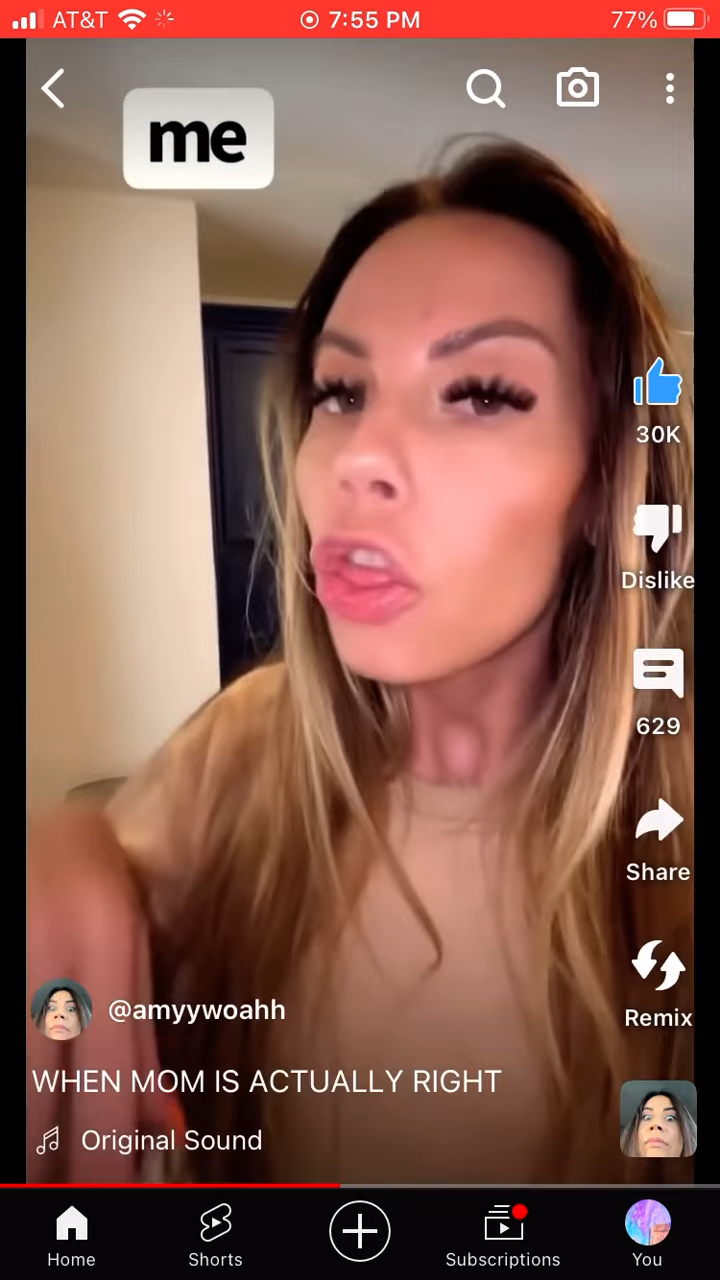 AT&T 7:55 PM 77%
me
30K
Dislike
629
Share
Remix
@amyywoahh
WHEN MOM IS ACTUALLY RIGHT
Original Sound
Home Shorts Subscriptions You